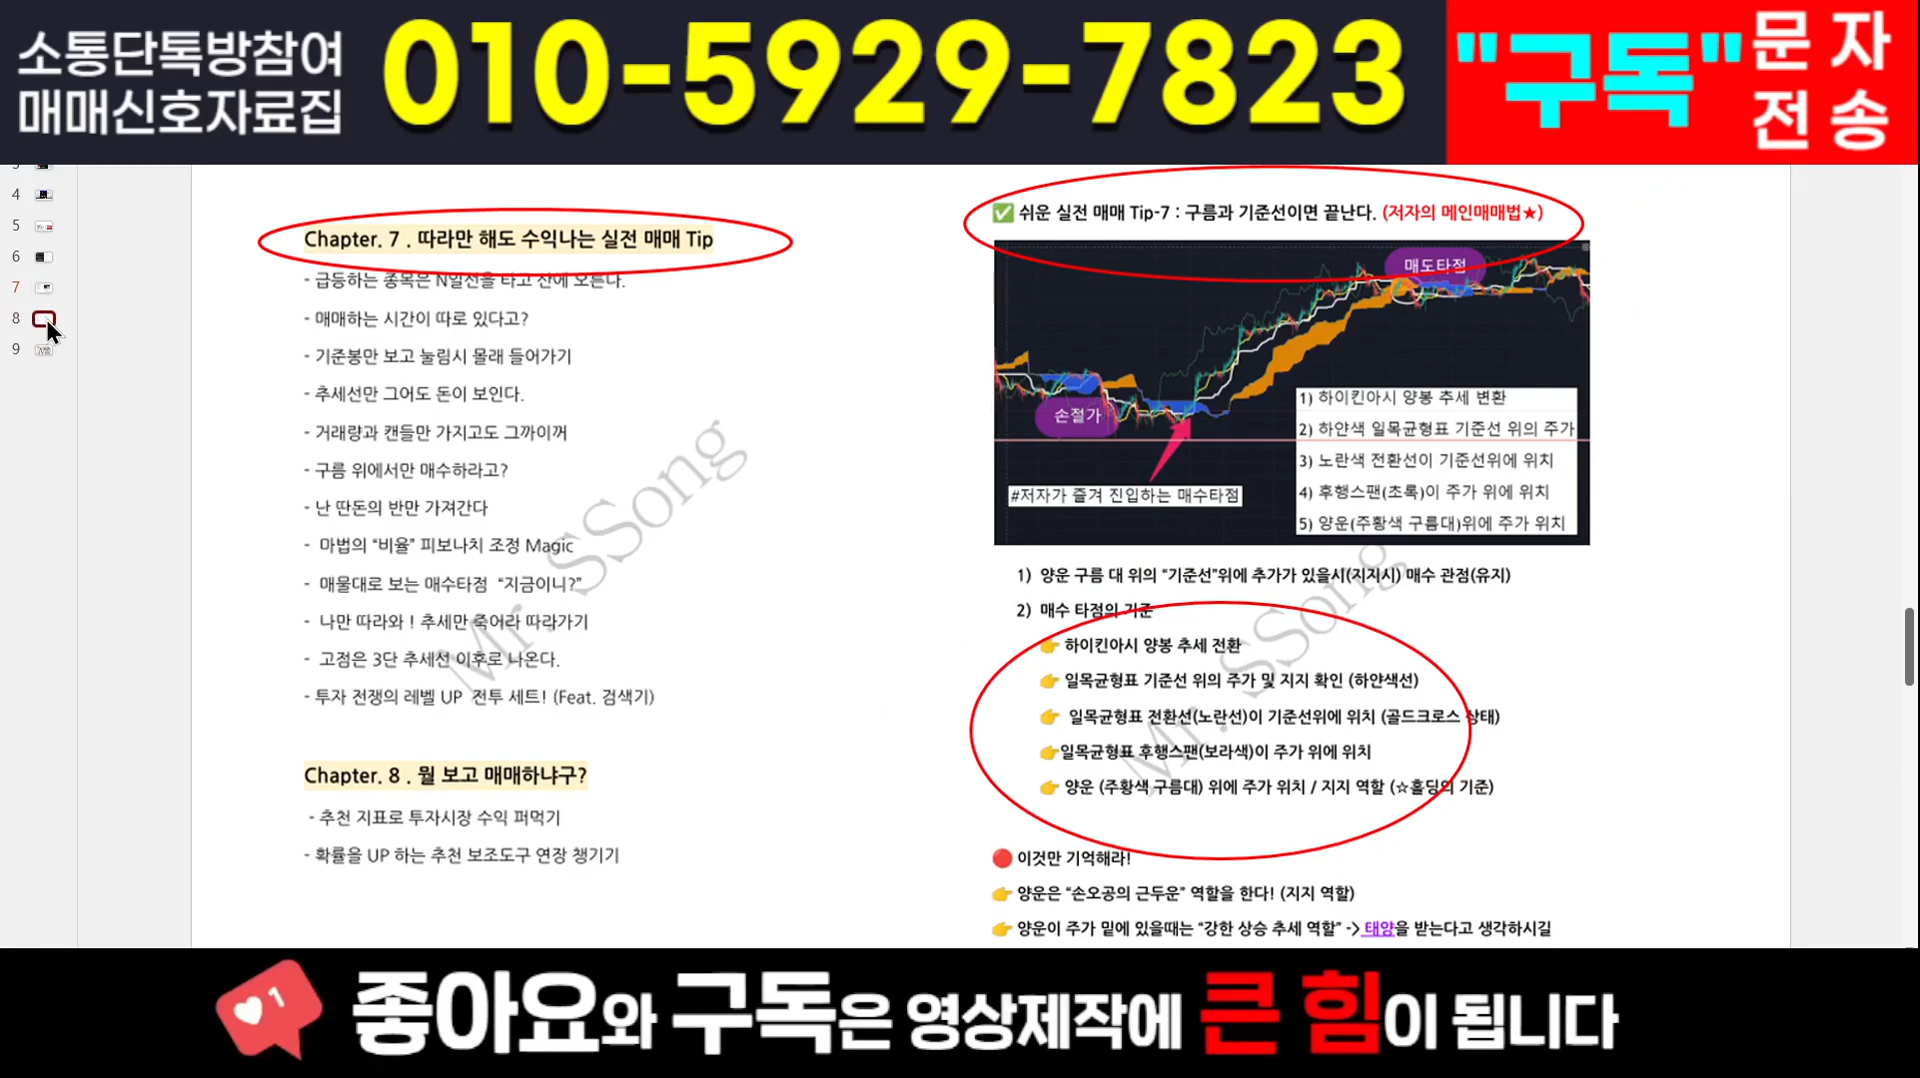 소통단톡방참여
매매신호자료집
010-5929-7823
"구독"
문자
전송
4
5
6
7
8
9
Chapter. 7 . 따라만 해도 수익나는 실전 매매 Tip
- 급등하는 종목은 N일선을 타고 산에 오른다.
- 매매하는 시간이 따로 있다고?
- 기준봉만 보고 눌림시 몰래 들어가기
- 추세선만 그어도 돈이 보인다.
- 거래량과 캔들만 가지고도 그까이꺼
- 구름 위에서만 매수하라고?
- 난 딴돈의 반만 가져간다
- 마법의 “비율” 피보나치 조정 Magic
- 매물대로 보는 매수타점 “지금이니?”
- 나만 따라와 ! 추세만 죽어라 따라가기
- 고점은 3단 추세선 이후로 나온다.
- 투자 전쟁의 레벨 UP 전투 세트! (Feat. 검색기)
Chapter. 8 . 뭘 보고 매매하냐구?
- 추천 지표로 투자시장 수익 퍼먹기
- 확률을 UP 하는 추천 보조도구 연장 챙기기
Mr. SSong
✅ 쉬운 실전 매매 Tip-7 : 구름과 기준선이면 끝난다. (저자의 메인매매법★)
매도타점
손절가
#저자가 즐겨 진입하는 매수타점
1) 하이킨아시 양봉 추세 변환
2) 하얀색 일목균형표 기준선 위의 주가
3) 노란색 전환선이 기준선위에 위치
4) 후행스팬(초록)이 주가 위에 위치
5) 양운(주황색 구름대)위에 주가 위치
1) 양운 구름 대 위의 “기준선”위에 추가가 있을시(지지시) 매수 관점(유지)
2) 매수 타점의 기준
👉 하이킨아시 양봉 추세 전환
👉 일목균형표 기준선 위의 주가 및 지지 확인 (하얀색선)
👉 일목균형표 전환선(노란선)이 기준선위에 위치 (골드크로스 상태)
👉일목균형표 후행스팬(보라색)이 주가 위에 위치
👉 양운 (주황색 구름대) 위에 주가 위치 / 지지 역할 (☆홀딩의 기준)
Mr. SSong
🔴 이것만 기억해라!
👉 양운은 “손오공의 근두운” 역할을 한다! (지지 역할)
👉 양운이 주가 밑에 있을때는 “강한 상승 추세 역할” -> 태양을 받는다고 생각하시길
1
좋아요와 구독은 영상제작에 큰 힘이 됩니다